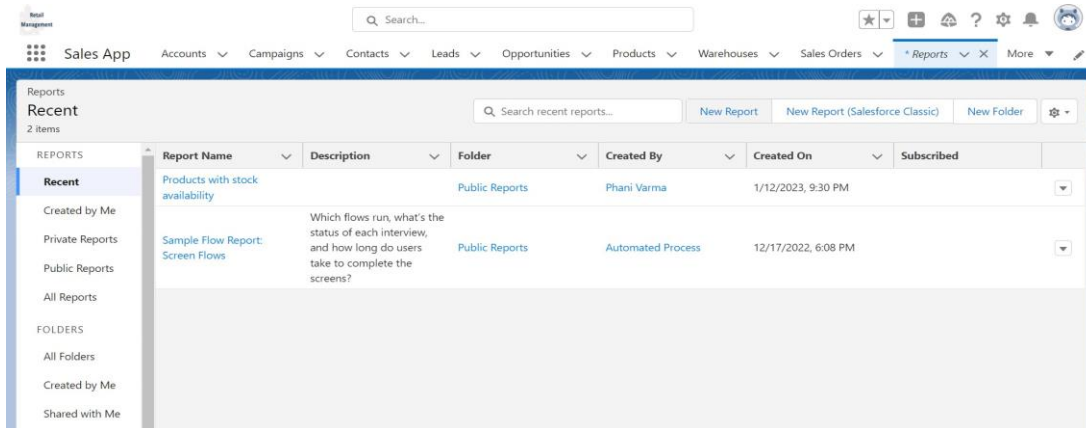 Retail
Management
Search...
Sales App
Accounts
Campaigns
Contacts
Leads
Opportunities
Products
Warehouses
Sales Orders
* Reports
More
Reports
Recent
2 items
Search recent reports...
New Report
New Report (Salesforce Classic)
New Folder
REPORTS
Recent
Created by Me
Private Reports
Public Reports
All Reports
FOLDERS
All Folders
Created by Me
Shared with Me
Report Name
Description
Folder
Created By
Created On
Subscribed
Products with stock
availability
Public Reports
Phani Varma
1/12/2023, 9:30 PM
Sample Flow Report:
Screen Flows
Which flows run, what's the
status of each interview,
and how long do users
take to complete the
screens?
Public Reports
Automated Process
12/17/2022, 6:08 PM